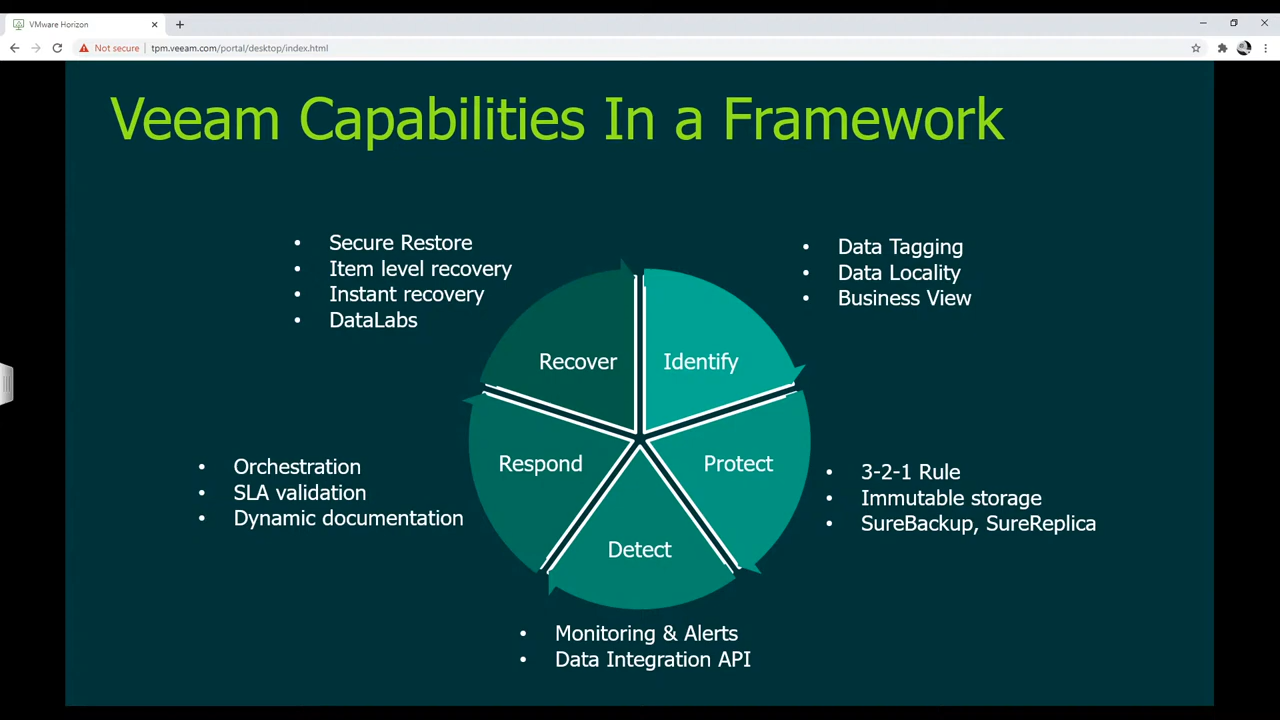 VMware Horizon
Not secure
tpm.veeam.com/portal/desktop/index.html
Veeam Capabilities In a Framework
• Secure Restore
• Item level recovery
• Instant recovery
• DataLabs
• Data Tagging
• Data Locality
• Business View
Recover
Identify
Respond
Protect
Detect
• Orchestration
• SLA validation
• Dynamic documentation
• 3-2-1 Rule
• Immutable storage
• SureBackup, SureReplica
• Monitoring & Alerts
• Data Integration API